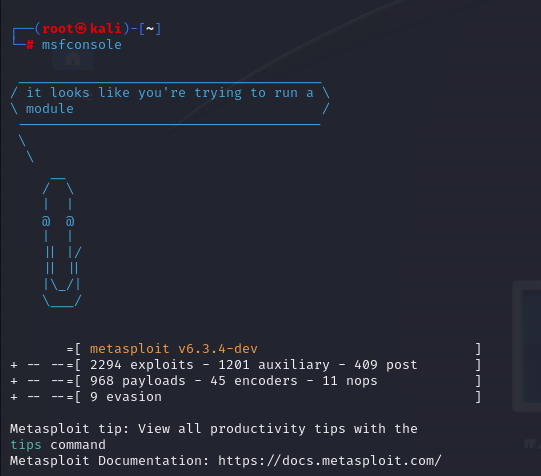 ┌──(root㉿kali)-[~]
└─# msfconsole
 _____________________________________
/ it looks like you're trying to run a \
\ module                               /
 --------------------------------------
 \
  \
     __
    /  \
    |  |
    @  @
    |  |
    || |/
    || ||
    |\_/|
    \___/
       =[ metasploit v6.3.4-dev                           ]
+ -- --=[ 2294 exploits - 1201 auxiliary - 409 post       ]
+ -- --=[ 968 payloads - 45 encoders - 11 nops            ]
+ -- --=[ 9 evasion                                       ]
Metasploit tip: View all productivity tips with the
tips command
Metasploit Documentation: https://docs.metasploit.com/